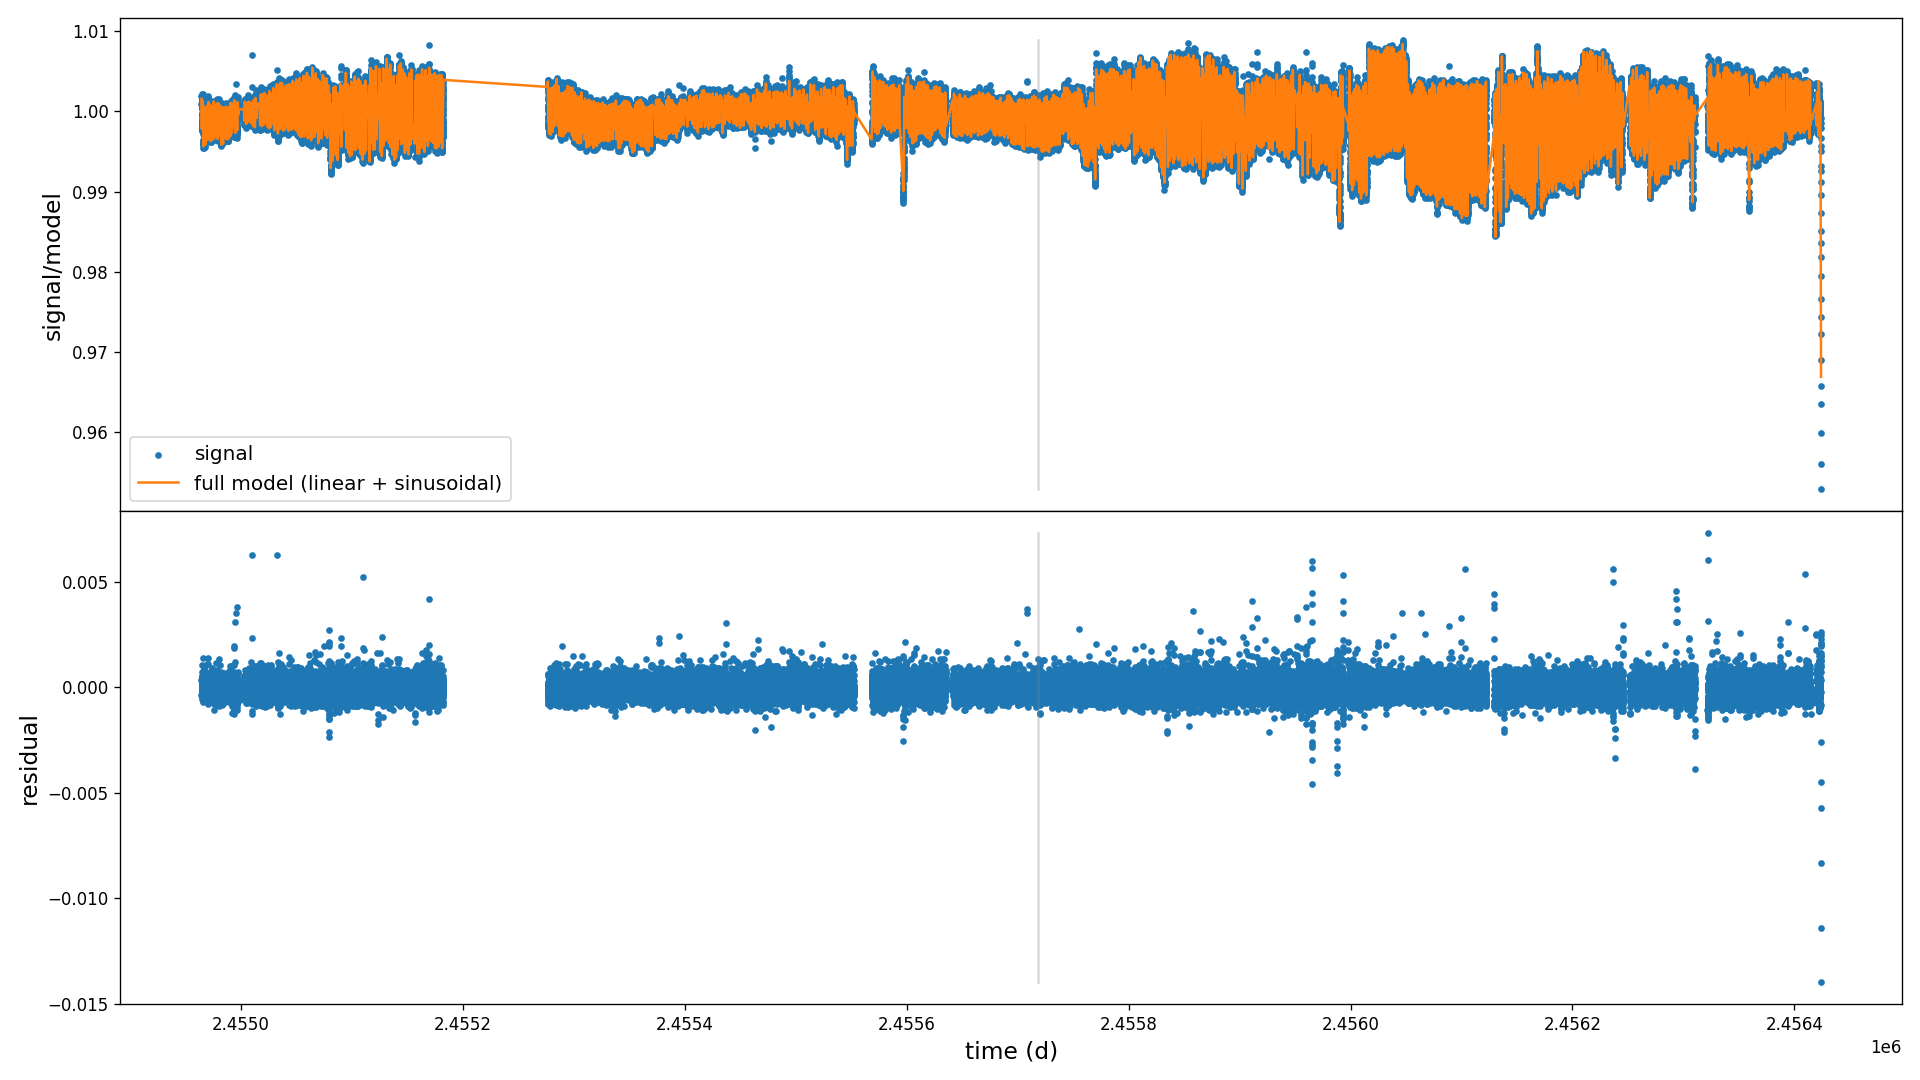 1.01
1.00
0.99
0.98
0.97
0.96
signal/model
signal
full model (linear + sinusoidal)
0.005
0.000
−0.005
−0.010
−0.015
residual
2.4550 2.4552 2.4554 2.4556 2.4558 2.4560 2.4562 2.4564
1e6
time (d)